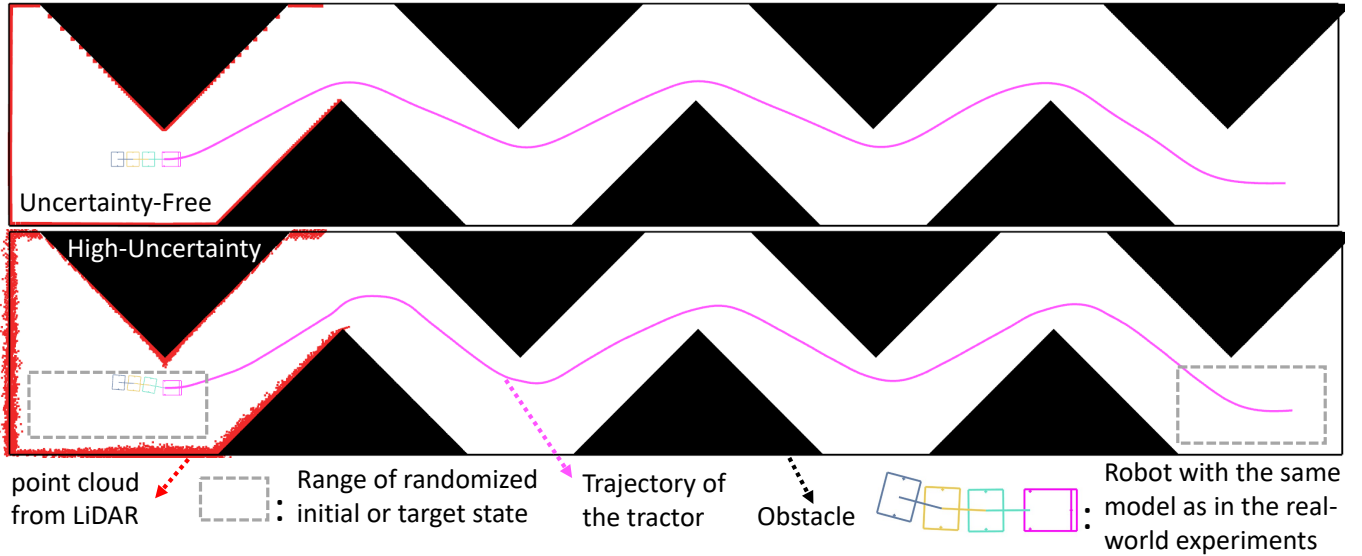 Uncertainty-Free
High-Uncertainty
point cloud
from LiDAR
: Range of randomized
initial or target state
Trajectory of
the tractor
Obstacle
: Robot with the same
model as in the real-
world experiments